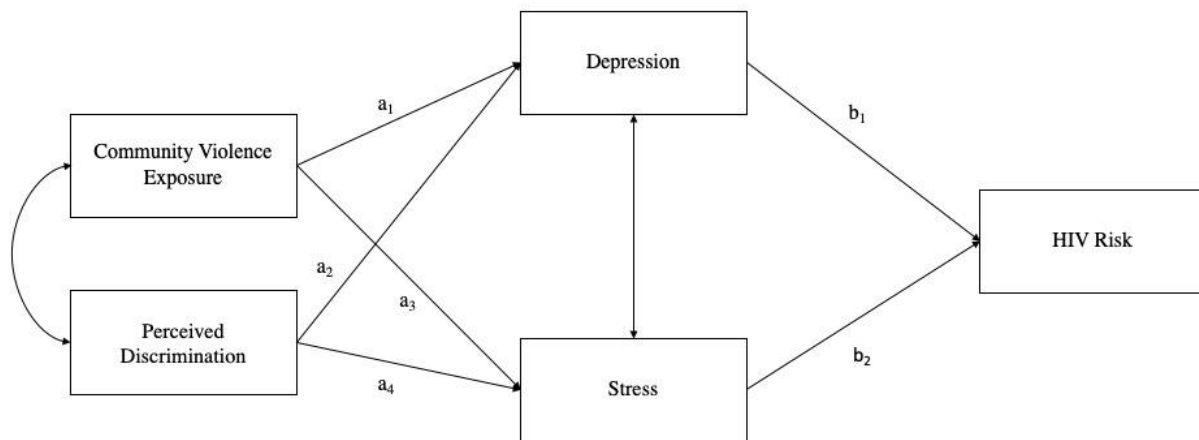 Depression
a₁
b₁
Community Violence
Exposure
HIV Risk
a₂
a₃
Perceived
Discrimination
b₂
a₄
Stress